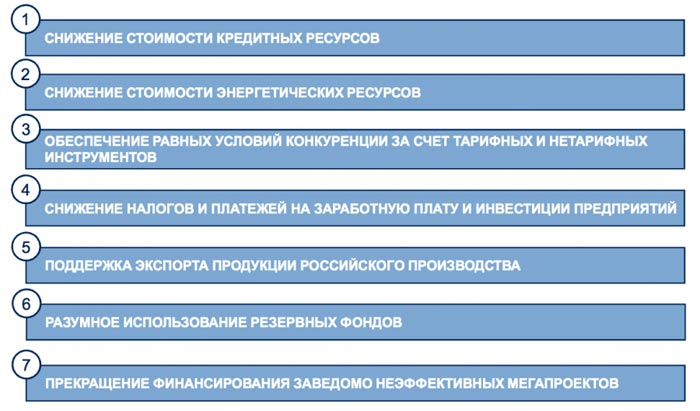 1
СНИЖЕНИЕ СТОИМОСТИ КРЕДИТНЫХ РЕСУРСОВ
2
СНИЖЕНИЕ СТОИМОСТИ ЭНЕРГЕТИЧЕСКИХ РЕСУРСОВ
3
ОБЕСПЕЧЕНИЕ РАВНЫХ УСЛОВИЙ КОНКУРЕНЦИИ ЗА СЧЕТ ТАРИФНЫХ И НЕТАРИФНЫХ
ИНСТРУМЕНТОВ
4
СНИЖЕНИЕ НАЛОГОВ И ПЛАТЕЖЕЙ НА ЗАРАБОТНУЮ ПЛАТУ И ИНВЕСТИЦИИ ПРЕДПРИЯТИЙ
5
ПОДДЕРЖКА ЭКСПОРТА ПРОДУКЦИИ РОССИЙСКОГО ПРОИЗВОДСТВА
6
РАЗУМНОЕ ИСПОЛЬЗОВАНИЕ РЕЗЕРВНЫХ ФОНДОВ
7
ПРЕКРАЩЕНИЕ ФИНАНСИРОВАНИЯ ЗАВЕДОМО НЕЭФФЕКТИВНЫХ МЕГАПРОЕКТОВ